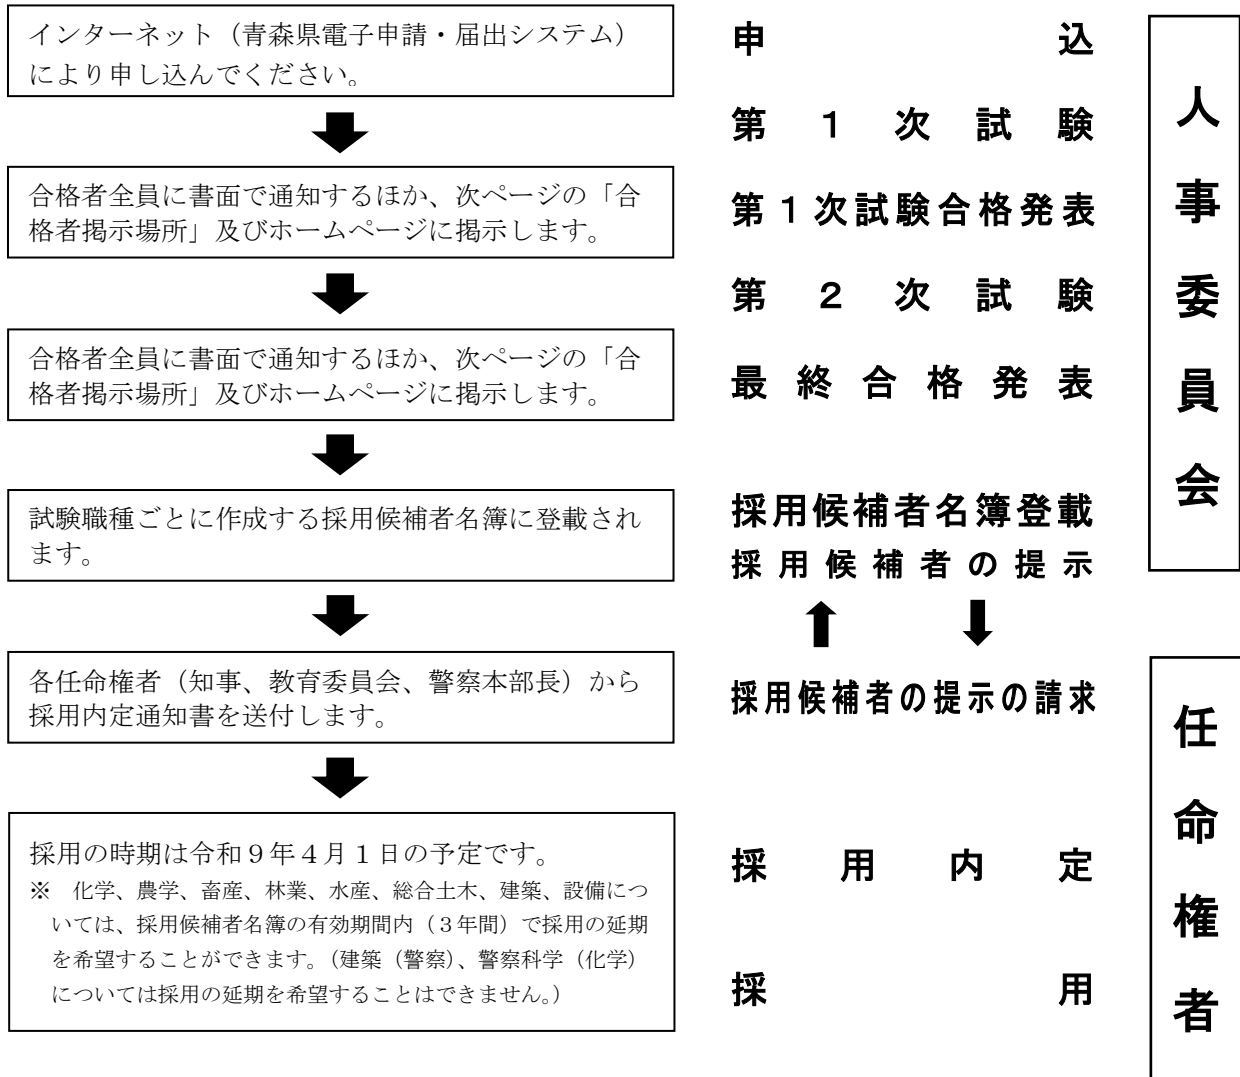 インターネット（青森県電子申請・届出システム）
により申し込んでください。
合格者全員に書面で通知するほか、次ページの「合
格者掲示場所」及びホームページに掲示します。
合格者全員に書面で通知するほか、次ページの「合
格者掲示場所」及びホームページに掲示します。
試験職種ごとに作成する採用候補者名簿に登載され
ます。
各任命権者（知事、教育委員会、警察本部長）から
採用内定通知書を送付します。
採用の時期は令和９年４月１日の予定です。
※　化学、農学、畜産、林業、水産、総合土木、建築、設備につ
いては、採用候補者名簿の有効期間内（３年間）で採用の延期
を希望することができます。（建築（警察）、警察科学（化学）
については採用の延期を希望することはできません。）
申込
第１次試験
第１次試験合格発表
第２次試験
最終合格発表
採用候補者名簿登載
採用候補者の提示
採用候補者の提示の請求
採用内定
採用
人事委員会
任命権者